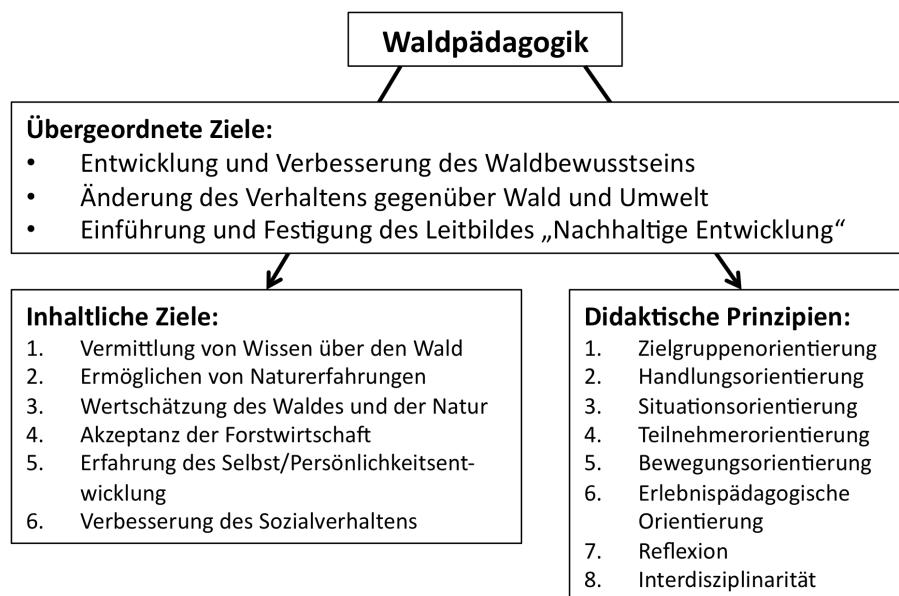 Waldpädagogik
Übergeordnete Ziele:
• Entwicklung und Verbesserung des Waldbewusstseins
• Änderung des Verhaltens gegenüber Wald und Umwelt
• Einführung und Festigung des Leitbildes „Nachhaltige Entwicklung“
Inhaltliche Ziele:
1. Vermittlung von Wissen über den Wald
2. Ermöglichen von Naturerfahrungen
3. Wertschätzung des Waldes und der Natur
4. Akzeptanz der Forstwirtschaft
5. Erfahrung des Selbst/Persönlichkeitsent-
wicklung
6. Verbesserung des Sozialverhaltens
Didaktische Prinzipien:
1. Zielgruppenorientierung
2. Handlungsorientierung
3. Situationsorientierung
4. Teilnehmerorientierung
5. Bewegungsorientierung
6. Erlebnispädagogische
Orientierung
7. Reflexion
8. Interdisziplinarität